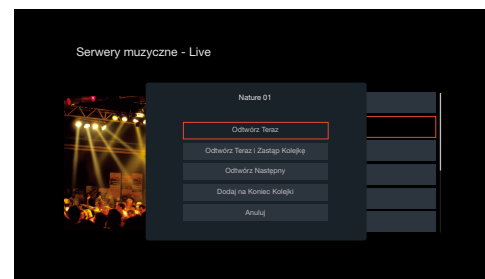 Serwery muzyczne - Live
Nature 01
Odtwórz Teraz
Odtwórz Teraz i Zastąp Kolejkę
Odtwórz Następny
Dodaj na Koniec Kolejki
Anuluj